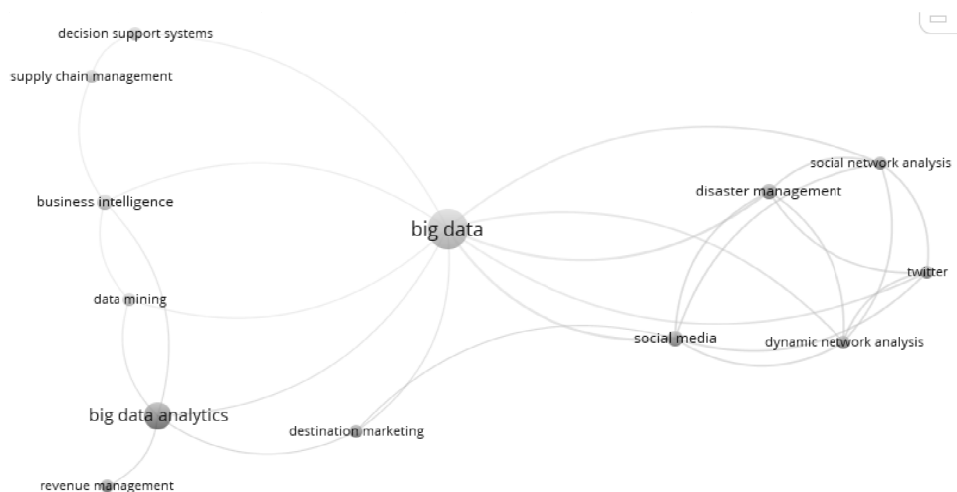 decision support systems
supply chain management
social network analysis
disaster management
business intelligence
big data
twitter
data mining
social media
dynamic network analysis
big data analytics
destination marketing
revenue management